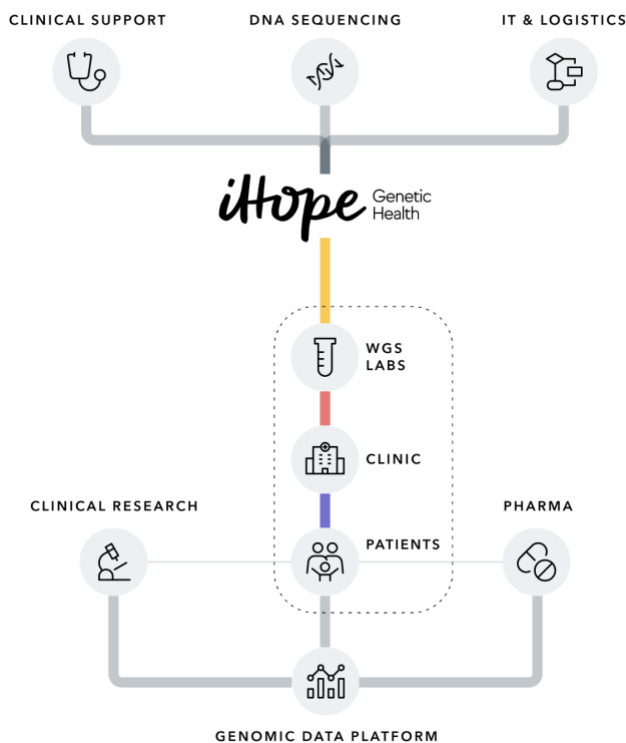 CLINICAL SUPPORT
DNA SEQUENCING
IT & LOGISTICS
iHope Genetic
Health
WGS
LABS
CLINIC
CLINICAL RESEARCH
PHARMA
PATIENTS
GENOMIC DATA PLATFORM